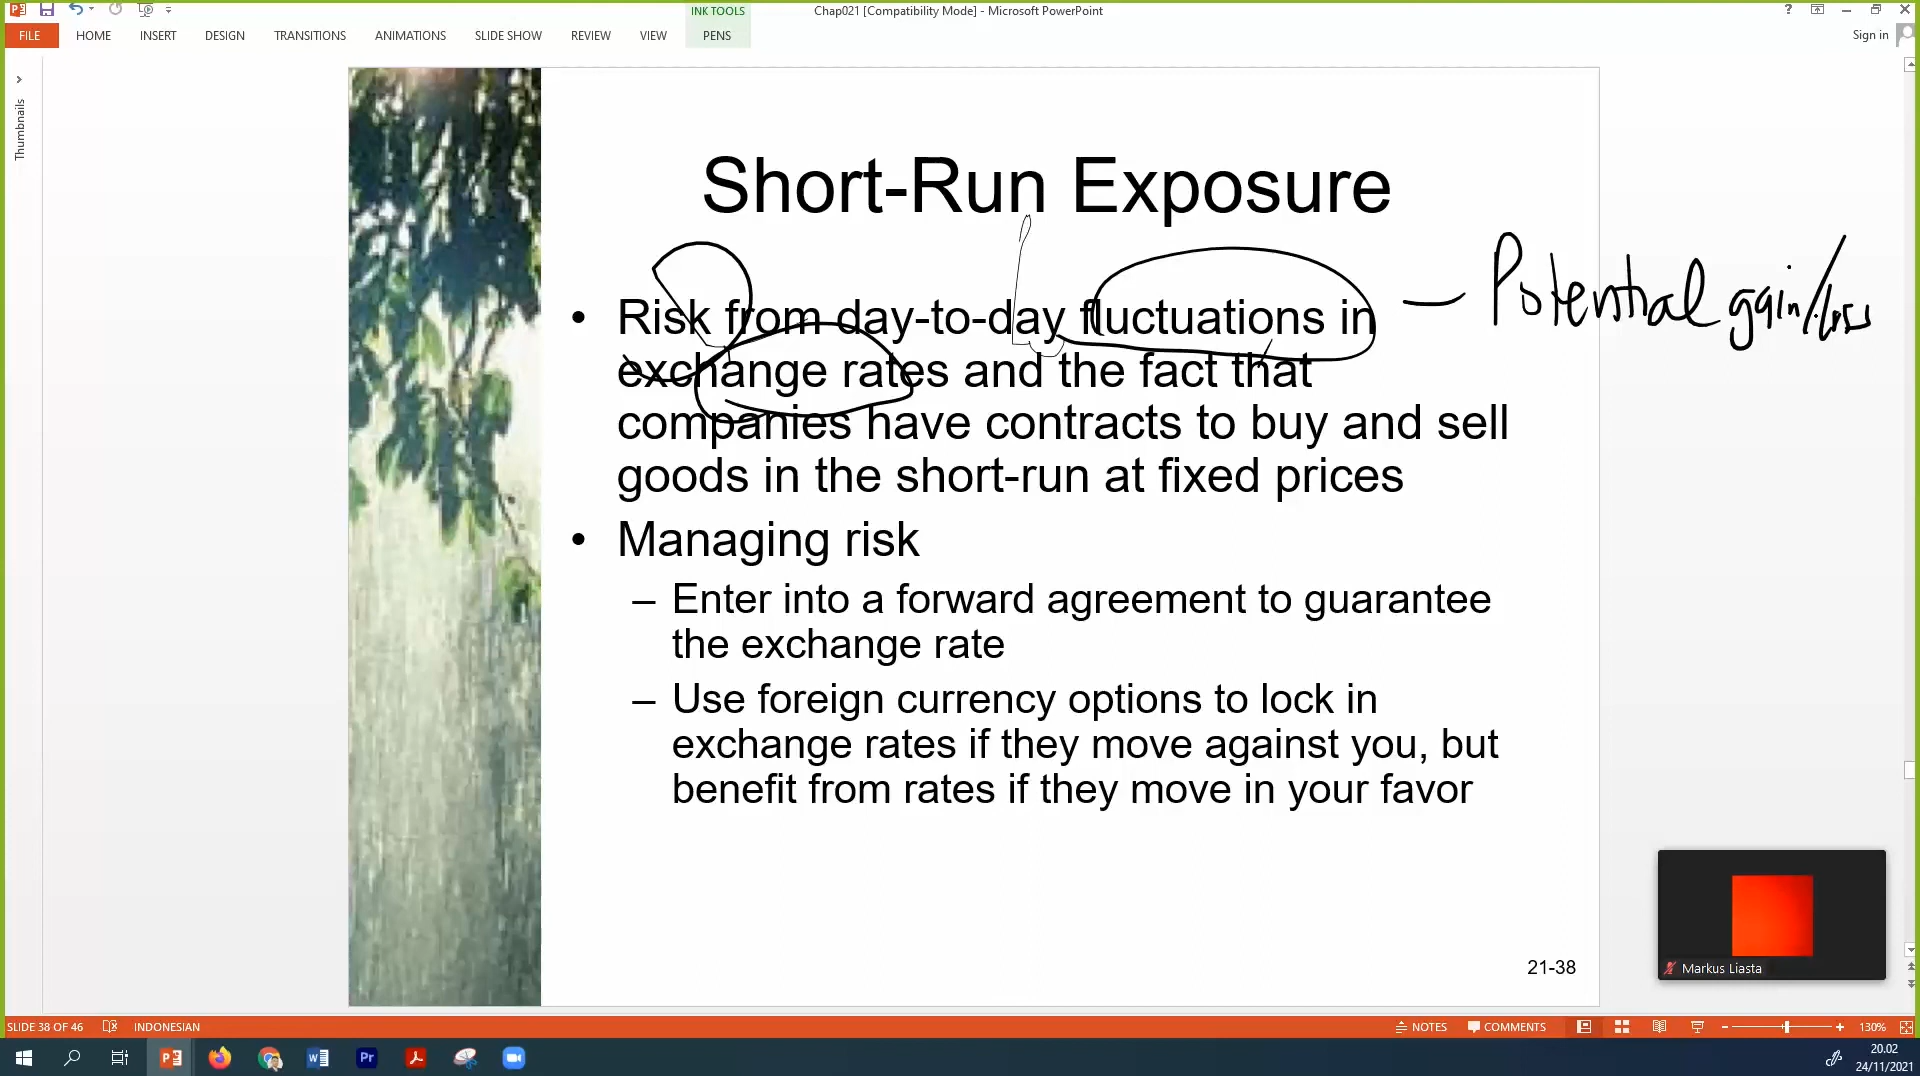 INK TOOLS
Chap021 [Compatibility Mode] - Microsoft PowerPoint
?
FILE HOME INSERT DESIGN TRANSITIONS ANIMATIONS SLIDE SHOW REVIEW VIEW PENS
Sign in
Thumbnails
Short-Run Exposure
• Risk from day-to-day fluctuations in
exchange rates and the fact that
companies have contracts to buy and sell
goods in the short-run at fixed prices
— Potential gain/loss
• Managing risk
– Enter into a forward agreement to guarantee
the exchange rate
– Use foreign currency options to lock in
exchange rates if they move against you, but
benefit from rates if they move in your favor
21-38
Markus Liasta
SLIDE 38 OF 46 INDONESIAN NOTES COMMENTS 130%
20.02
24/11/2021